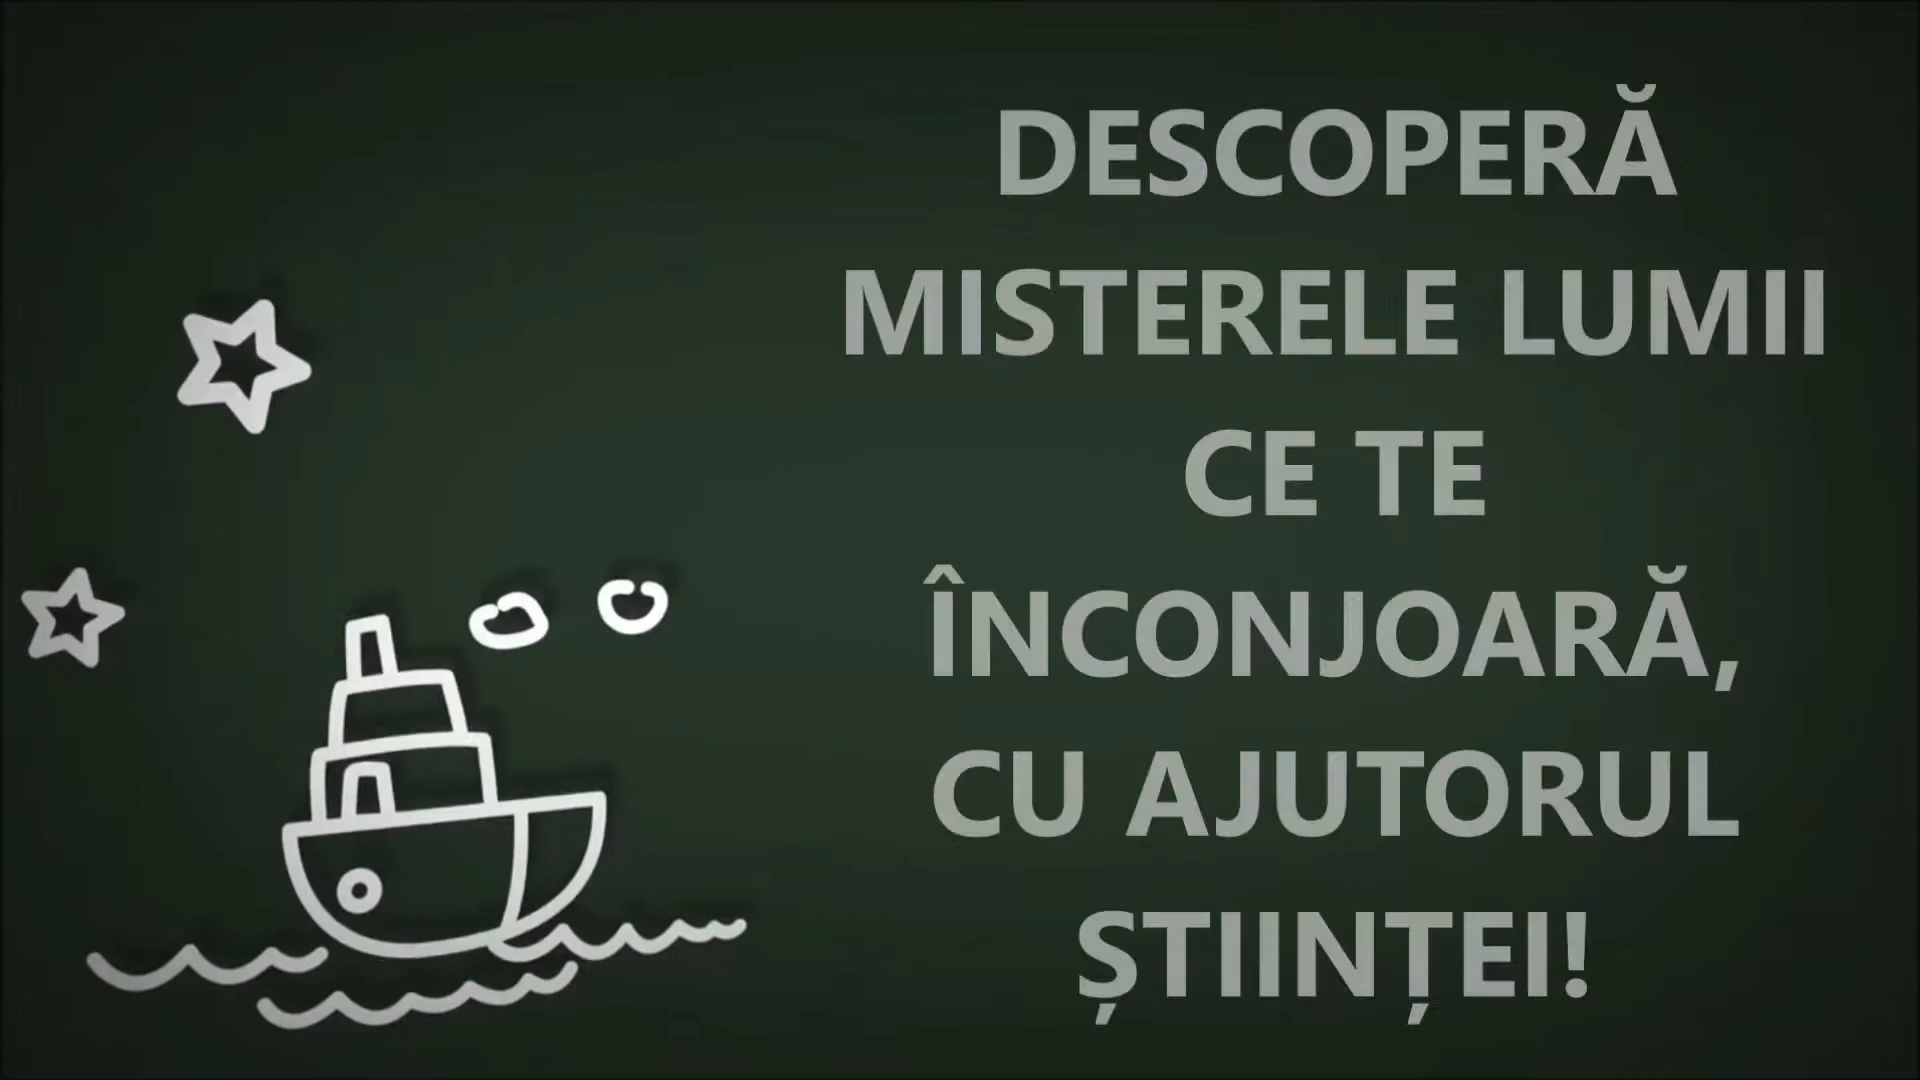 DESCOPERĂ
MISTERELE LUMII
CE TE
ÎNCONJOARĂ,
CU AJUTORUL
ȘTIINȚEI!